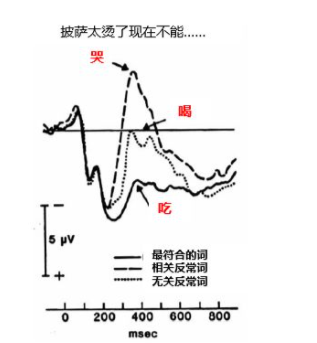 披萨太烫了现在不能......
哭
喝
吃
−
5 μV
+
最符合的词
相关反常词
无关反常词
0 200 400 600 800
msec